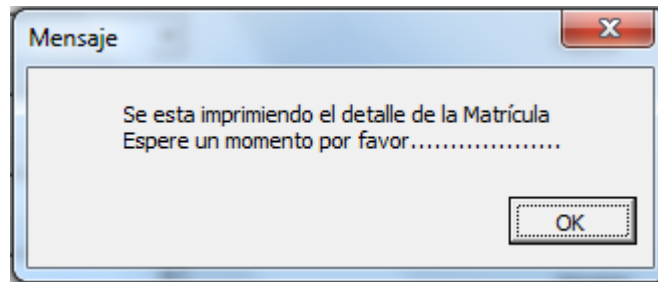 Mensaje
Se esta imprimiendo el detalle de la Matrícula
Espere un momento por favor...................
OK